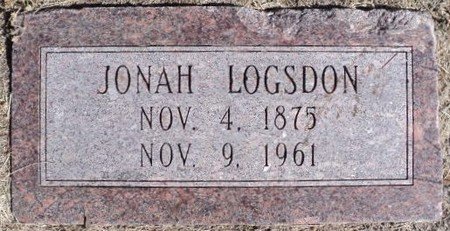 JONAH LOGSDON
NOV. 4, 1875
NOV. 9, 1961